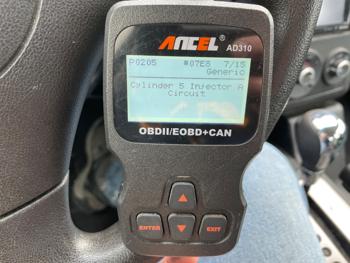 ANCEL AD310
P0205 $07E8 7/15
Generic
Cylinder 5 Injector A
Circuit
OBDII/EOBD+CAN
ENTER
EXIT